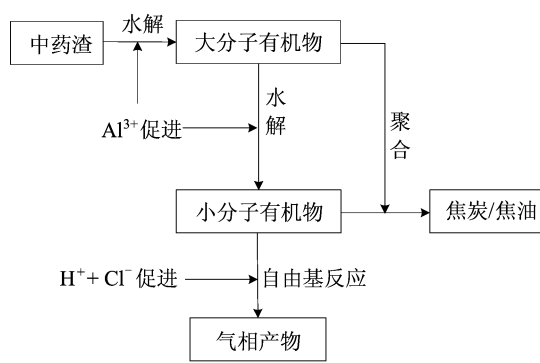 水解
中药渣
大分子有机物
Al³⁺促进
水解
聚合
小分子有机物
焦炭/焦油
H⁺+Cl⁻促进
自由基反应
气相产物